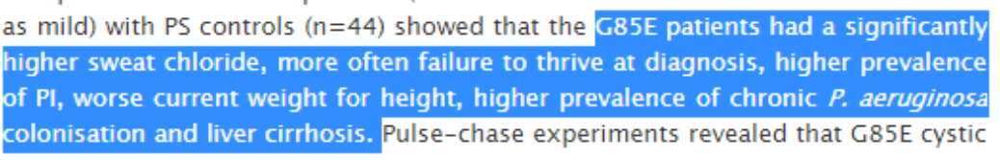 as mild) with PS controls (n=44) showed that the G85E patients had a significantly
higher sweat chloride, more often failure to thrive at diagnosis, higher prevalence
of PI, worse current weight for height, higher prevalence of chronic P. aeruginosa
colonisation and liver cirrhosis. Pulse-chase experiments revealed that G85E cystic